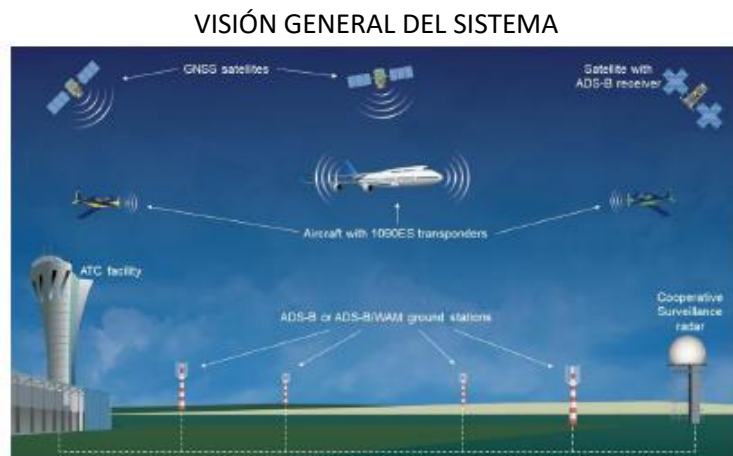 VISIÓN GENERAL DEL SISTEMA
GNSS satellites
Satellite with
ADS-B receiver
Aircraft with 1090ES transponders
ATC facility
Cooperative
Surveillance
radar
ADS-B or ADS-B/WAM ground stations